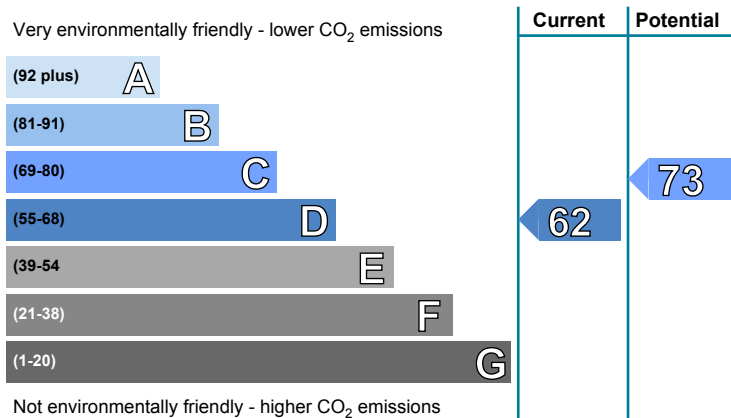 Very environmentally friendly - lower CO2 emissions
Current
Potential
(92 plus) A
(81-91) B
(69-80) C
73
(55-68) D
62
(39-54 E
(21-38) F
(1-20) G
Not environmentally friendly - higher CO2 emissions